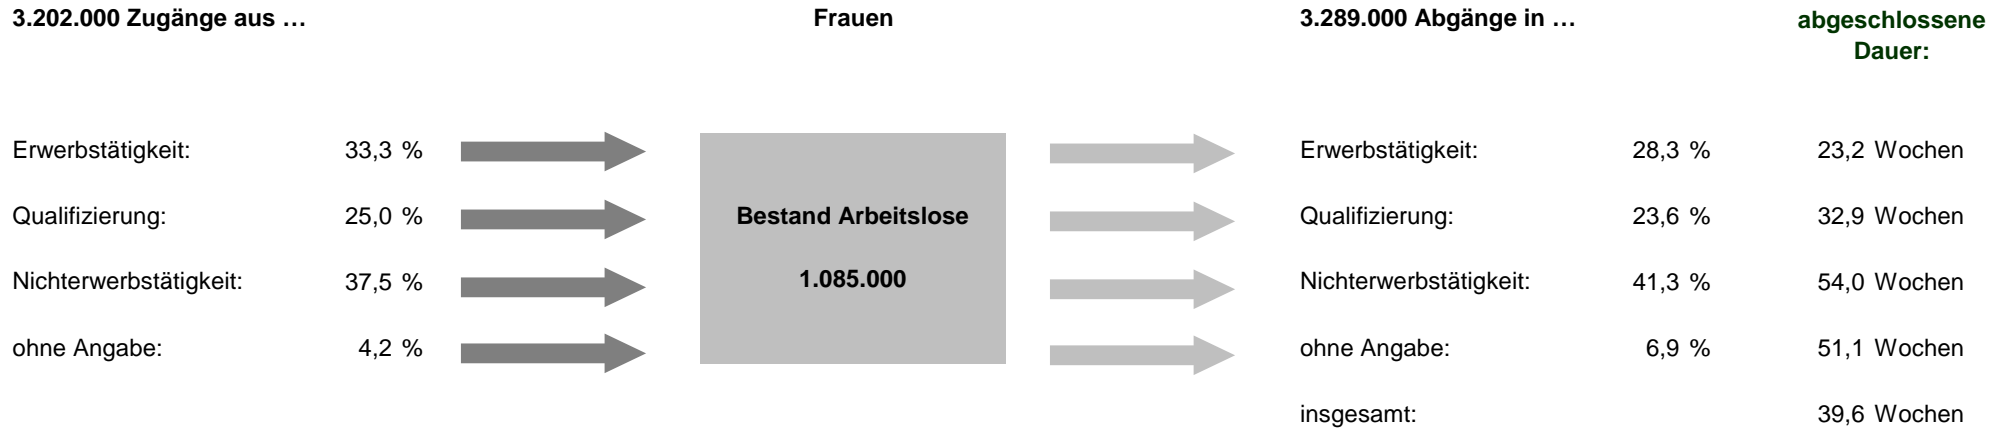 3.202.000 Zugänge aus … Frauen 3.289.000 Abgänge in … abgeschlossene
Dauer:
Erwerbstätigkeit: 33,3 % Erwerbstätigkeit: 28,3 % 23,2 Wochen
Qualifizierung: 25,0 % Bestand Arbeitslose Qualifizierung: 23,6 % 32,9 Wochen
Nichterwerbstätigkeit: 37,5 % 1.085.000 Nichterwerbstätigkeit: 41,3 % 54,0 Wochen
ohne Angabe: 4,2 % ohne Angabe: 6,9 % 51,1 Wochen
insgesamt: 39,6 Wochen